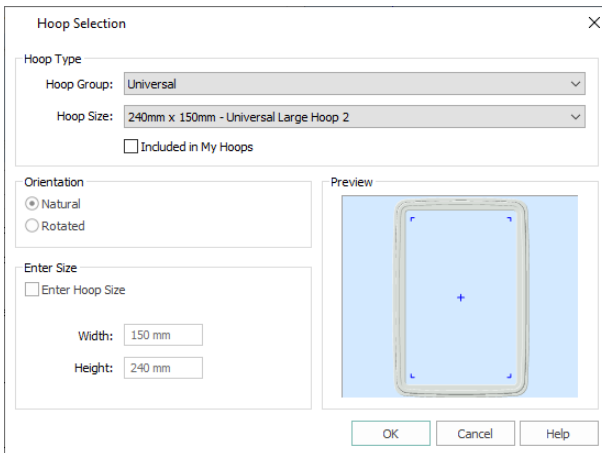 Hoop Selection
Hoop Type
Hoop Group: Universal
Hoop Size: 240mm x 150mm - Universal Large Hoop 2
Included in My Hoops
Orientation
Natural
Rotated
Enter Size
Enter Hoop Size
Width: 150 mm
Height: 240 mm
Preview
OK Cancel Help